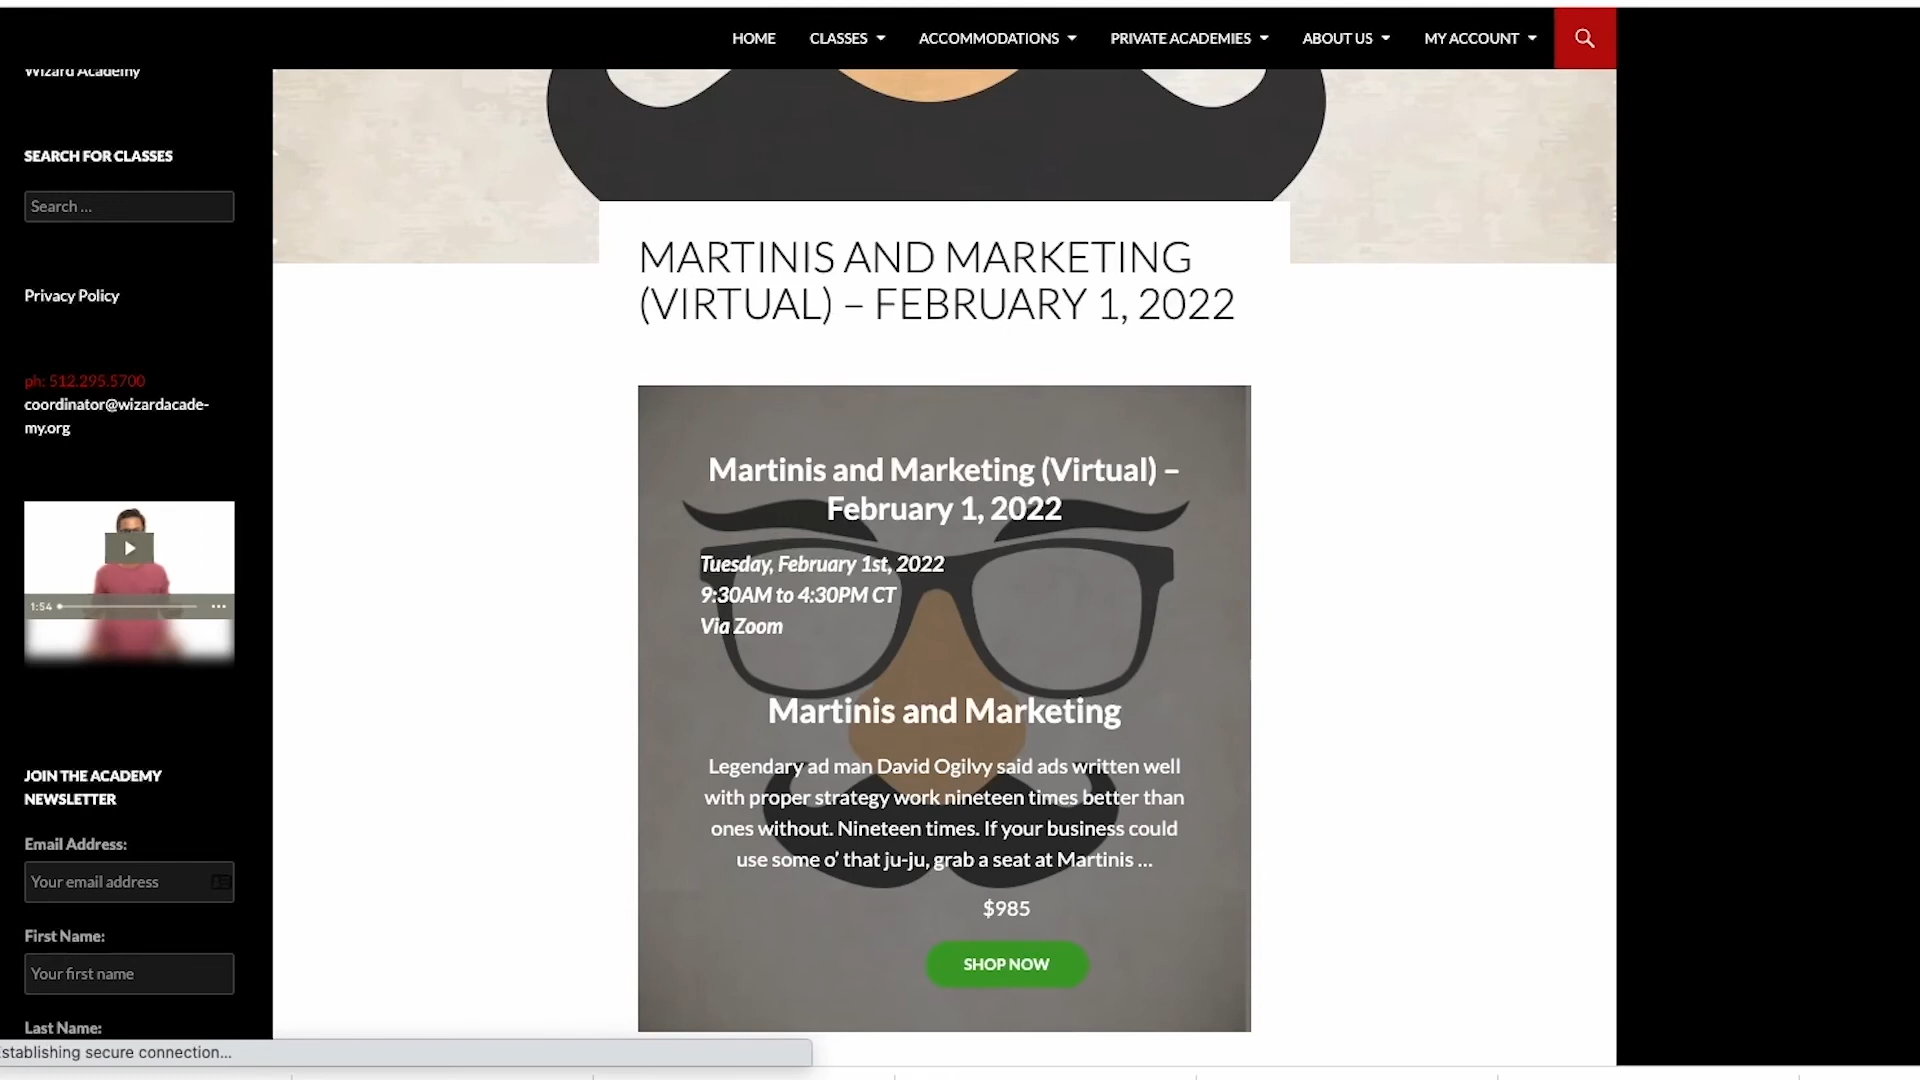 HOME CLASSES ACCOMMODATIONS PRIVATE ACADEMIES ABOUT US MY ACCOUNT
Wizard Academy
SEARCH FOR CLASSES
Search ...
Privacy Policy
ph: 512.295.5700
coordinator@wizardacade-
my.org
1:54
JOIN THE ACADEMY
NEWSLETTER
Email Address:
Your email address
First Name:
Your first name
Last Name:
MARTINIS AND MARKETING
(VIRTUAL) – FEBRUARY 1, 2022
Martinis and Marketing (Virtual) –
February 1, 2022
Tuesday, February 1st, 2022
9:30AM to 4:30PM CT
Via Zoom
Martinis and Marketing
Legendary ad man David Ogilvy said ads written well
with proper strategy work nineteen times better than
ones without. Nineteen times. If your business could
use some o’ that ju-ju, grab a seat at Martinis ...
$985
SHOP NOW
stablishing secure connection...